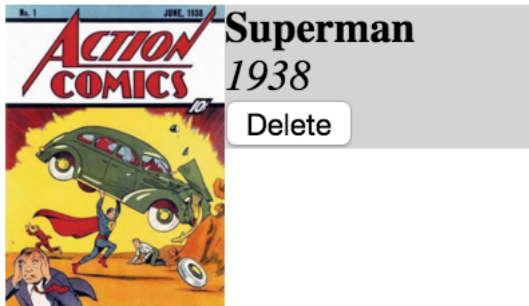 No. 1
JUNE, 1938
ACTION
COMICS
10¢
Superman
1938
Delete